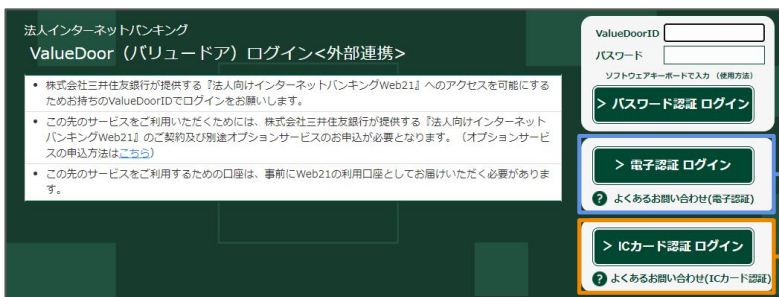 法人インターネットバンキング
ValueDoor（バリュードア）ログイン<外部連携>
• 株式会社三井住友銀行が提供する『法人向けインターネットバンキングWeb21』へのアクセスを可能にする
ためお持ちのValueDoorIDでログインをお願いします。
• この先のサービスをご利用いただくためには、株式会社三井住友銀行が提供する『法人向けインターネット
バンキングWeb21』のご契約及び別途オプションサービスのお申込が必要となります。（オプションサービ
スの申込方法はこちら）
• この先のサービスをご利用するための口座は、事前にWeb21の利用口座としてお届けいただく必要がありま
す。
ValueDoorID
パスワード
ソフトウェアキーボードで入力 （使用方法）
> パスワード認証 ログイン
> 電子認証 ログイン
? よくあるお問い合わせ(電子認証)
> ICカード認証 ログイン
? よくあるお問い合わせ(ICカード認証)